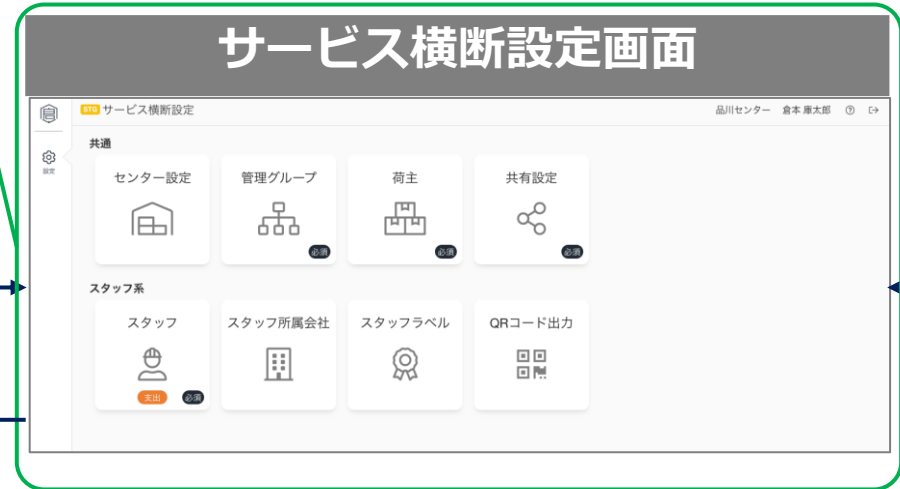 サービス横断設定画面
STG サービス横断設定 品川センター 倉本 庫太郎
設定
共通
センター設定 管理グループ 荷主 共有設定
必須 必須 必須
スタッフ系
スタッフ スタッフ所属会社 スタッフラベル QRコード出力
支出 必須